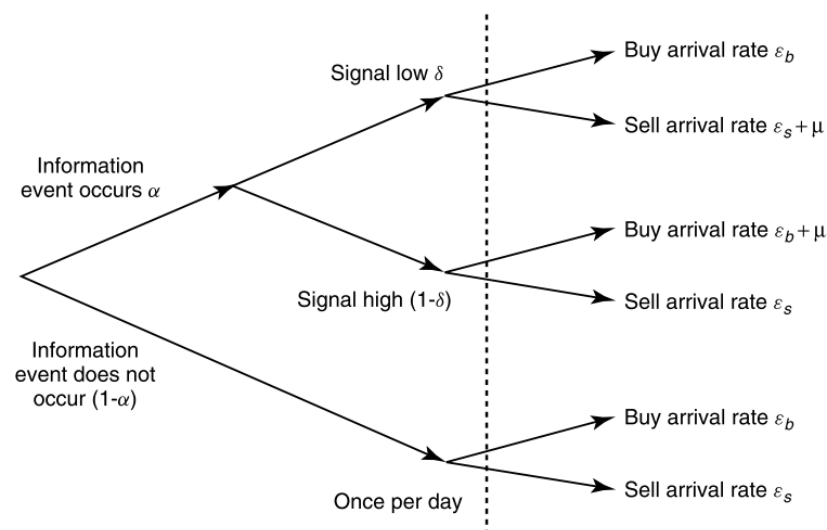 Buy arrival rate ε_b
Signal low δ
Sell arrival rate ε_s + μ
Information
event occurs α
Buy arrival rate ε_b + μ
Signal high (1-δ)
Sell arrival rate ε_s
Information
event does not
occur (1-α)
Buy arrival rate ε_b
Once per day
Sell arrival rate ε_s